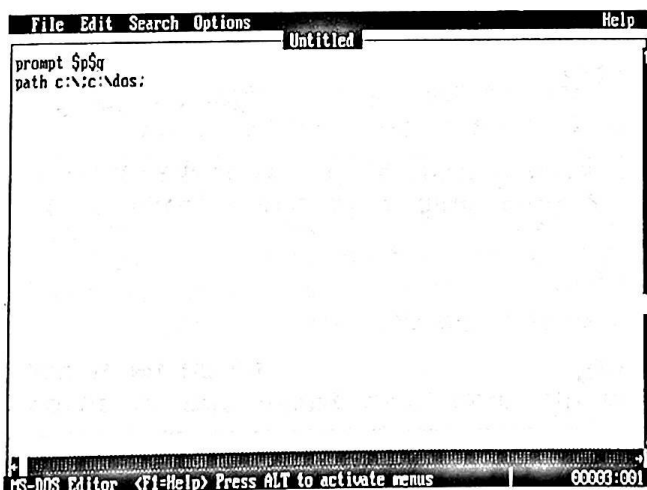 File Edit Search Options Help
Untitled
prompt $p$g
path c:\;c:\dos;
MS-DOS Editor <F1=Help> Press ALT to activate menus 00003:001